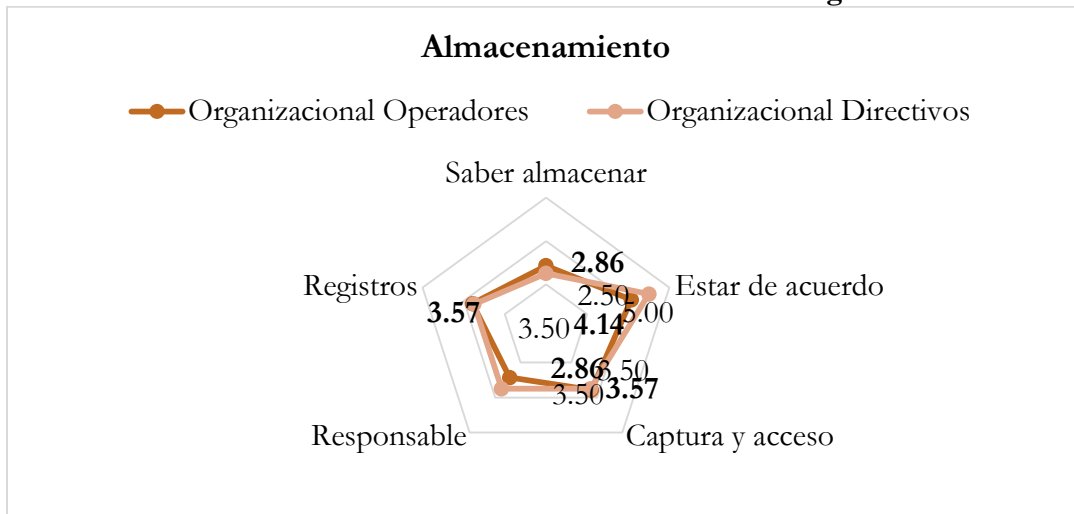 Almacenamiento
Organizacional Operadores Organizacional Directivos
Saber almacenar
2.86
Registros
2.50
Estar de acuerdo
3.57
5.00
3.50
4.14
2.86
3.50
3.50
3.57
Responsable
Captura y acceso